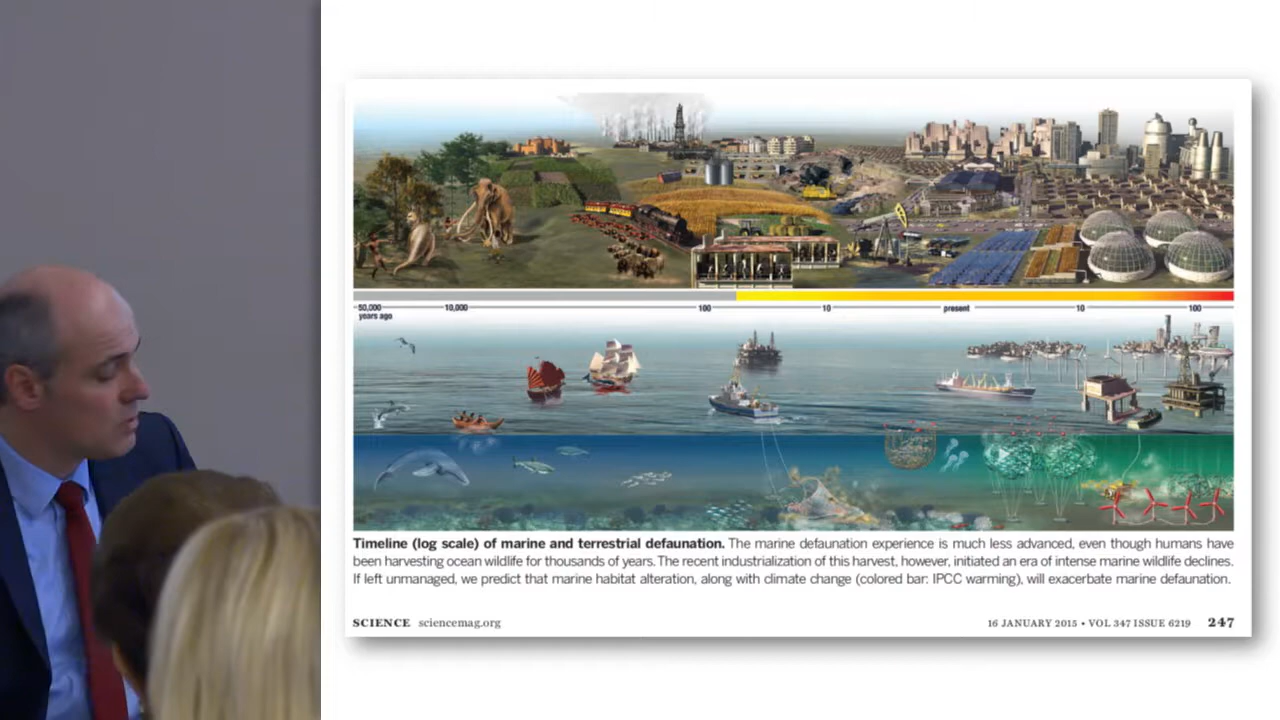 50,000 years ago 10,000 100 10 present 10 100
Timeline (log scale) of marine and terrestrial defaunation. The marine defaunation experience is much less advanced, even though humans have
been harvesting ocean wildlife for thousands of years. The recent industrialization of this harvest, however, initiated an era of intense marine wildlife declines.
If left unmanaged, we predict that marine habitat alteration, along with climate change (colored bar: IPCC warming), will exacerbate marine defaunation.
SCIENCE sciencemag.org 16 JANUARY 2015 • VOL 347 ISSUE 6219 247